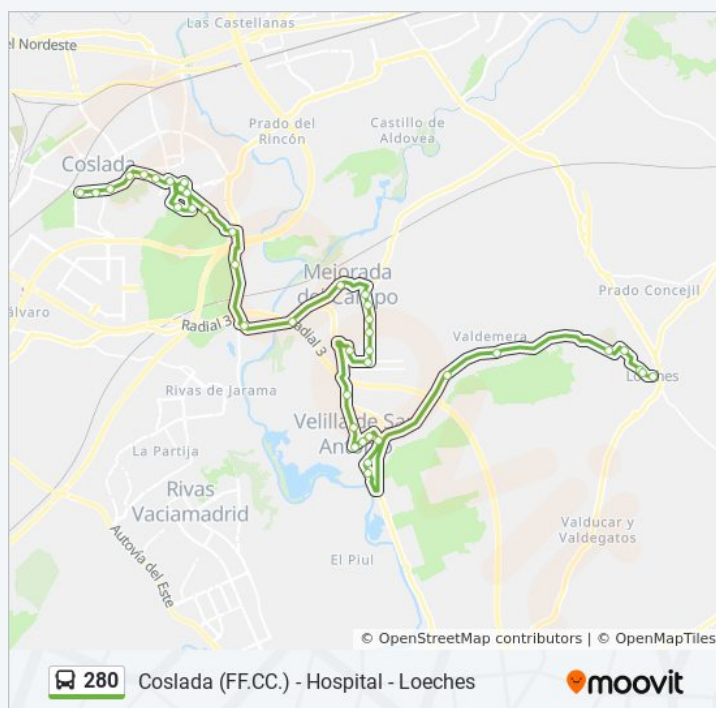 Las Castellanas
el Nordeste
Prado del
Rincón
Castillo de
Aldovea
Coslada
Mejorada
del Campo
Prado Concejil
álvaro
Radial 3
Radial 3
Valdemera
Loeches
Rivas de Jarama
Velilla de San
Antonio
La Partija
Rivas
Vaciamadrid
Autovía del Este
El Piul
Valducar y
Valdegatos
© OpenStreetMap contributors | © OpenMapTiles
280 Coslada (FF.CC.) - Hospital - Loeches
moovit